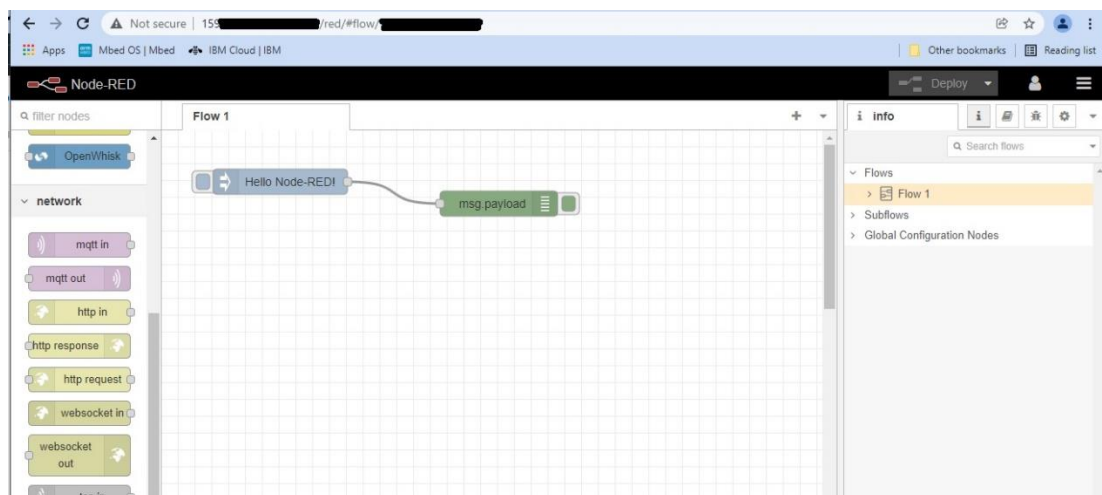 Not secure | 159 /red/#flow/
Apps Mbed OS | Mbed IBM Cloud | IBM Other bookmarks Reading list
Node-RED Deploy
filter nodes
Flow 1
i info
OpenWhisk
Search flows
Flows
Flow 1
Subflows
Global Configuration Nodes
Hello Node-RED!
msg.payload
network
mqtt in
mqtt out
http in
http response
http request
websocket in
websocket
out